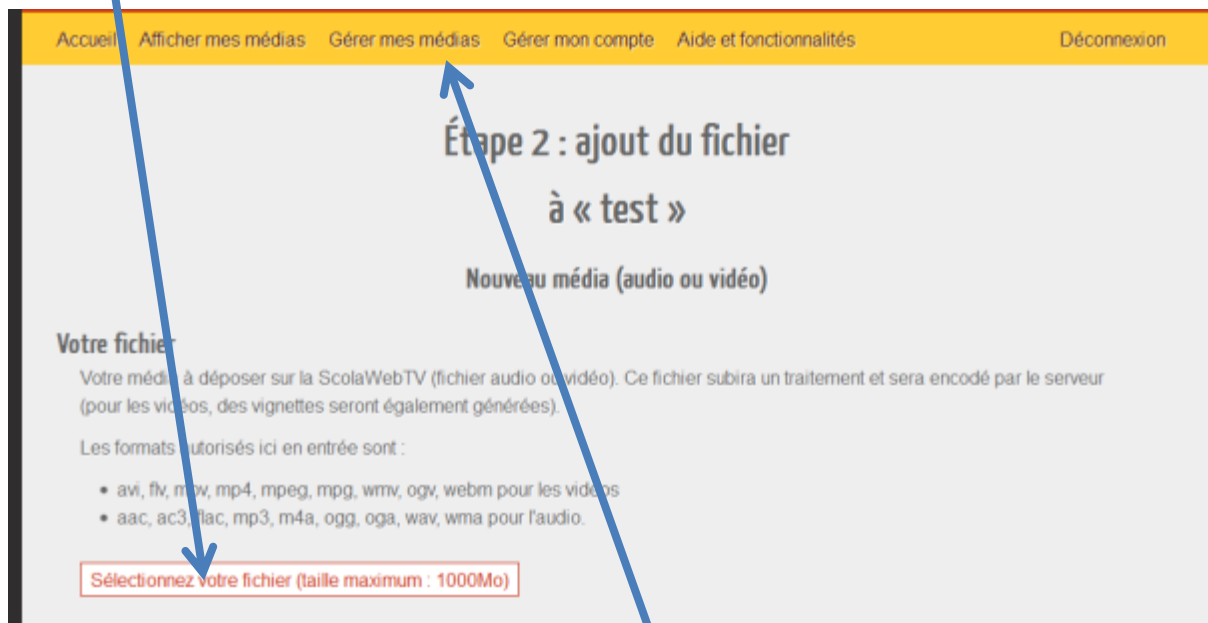 Accueil Afficher mes médias Gérer mes médias Gérer mon compte Aide et fonctionnalités Déconnexion
Étape 2 : ajout du fichier
à « test »
Nouveau média (audio ou vidéo)
Votre fichier
Votre média à déposer sur la ScolaWebTV (fichier audio ou vidéo). Ce fichier subira un traitement et sera encodé par le serveur
(pour les vidéos, des vignettes seront également générées).
Les formats autorisés ici en entrée sont :
• avi, flv, mov, mp4, mpeg, mpg, wmv, ogv, webm pour les vidéos
• aac, ac3, flac, mp3, m4a, ogg, oga, wav, wma pour l'audio.
Sélectionnez votre fichier (taille maximum : 1000Mo)